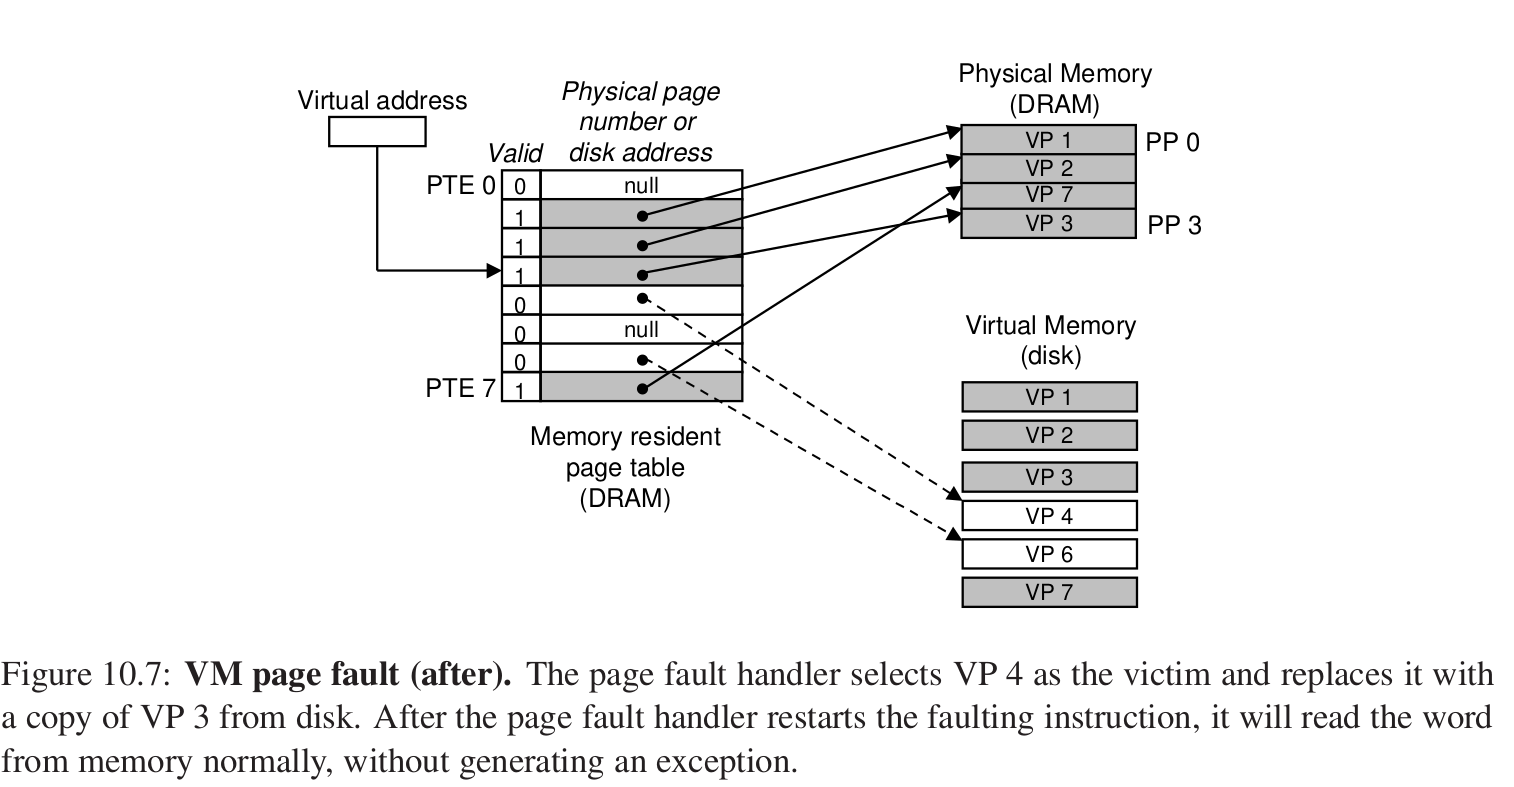 Virtual address
Physical page
number or
disk address
Valid
PTE 0
0
null
1
1
1
0
0
null
0
PTE 7
1
Memory resident
page table
(DRAM)
Physical Memory
(DRAM)
VP 1
PP 0
VP 2
VP 7
VP 3
PP 3
Virtual Memory
(disk)
VP 1
VP 2
VP 3
VP 4
VP 6
VP 7
Figure 10.7: VM page fault (after). The page fault handler selects VP 4 as the victim and replaces it with
a copy of VP 3 from disk. After the page fault handler restarts the faulting instruction, it will read the word
from memory normally, without generating an exception.